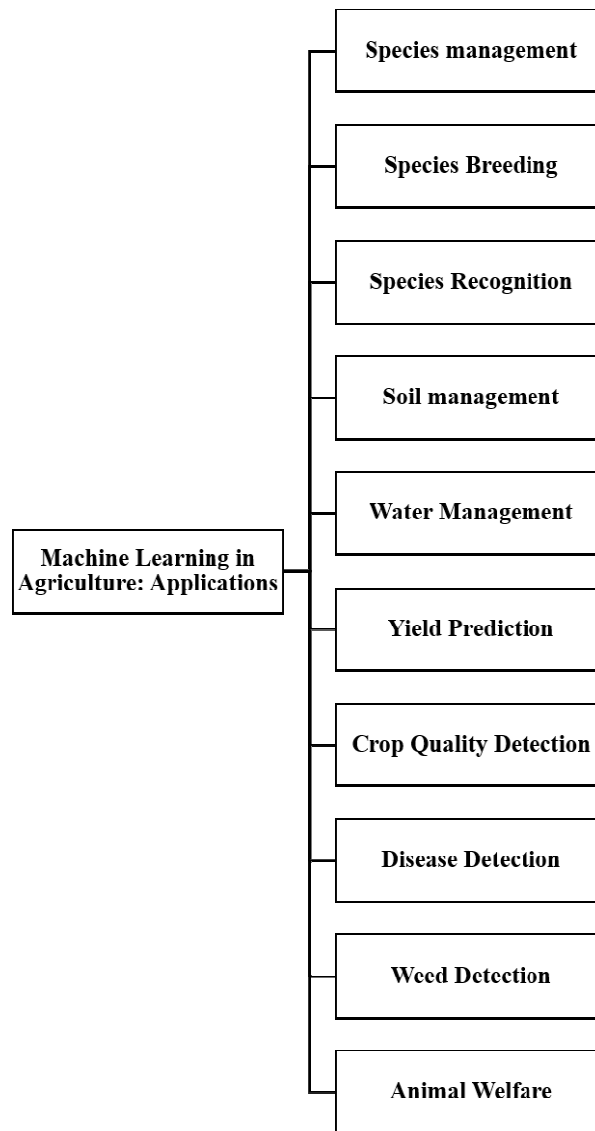 Species management
Species Breeding
Species Recognition
Soil management
Water Management
Machine Learning in
Agriculture: Applications
Yield Prediction
Crop Quality Detection
Disease Detection
Weed Detection
Animal Welfare